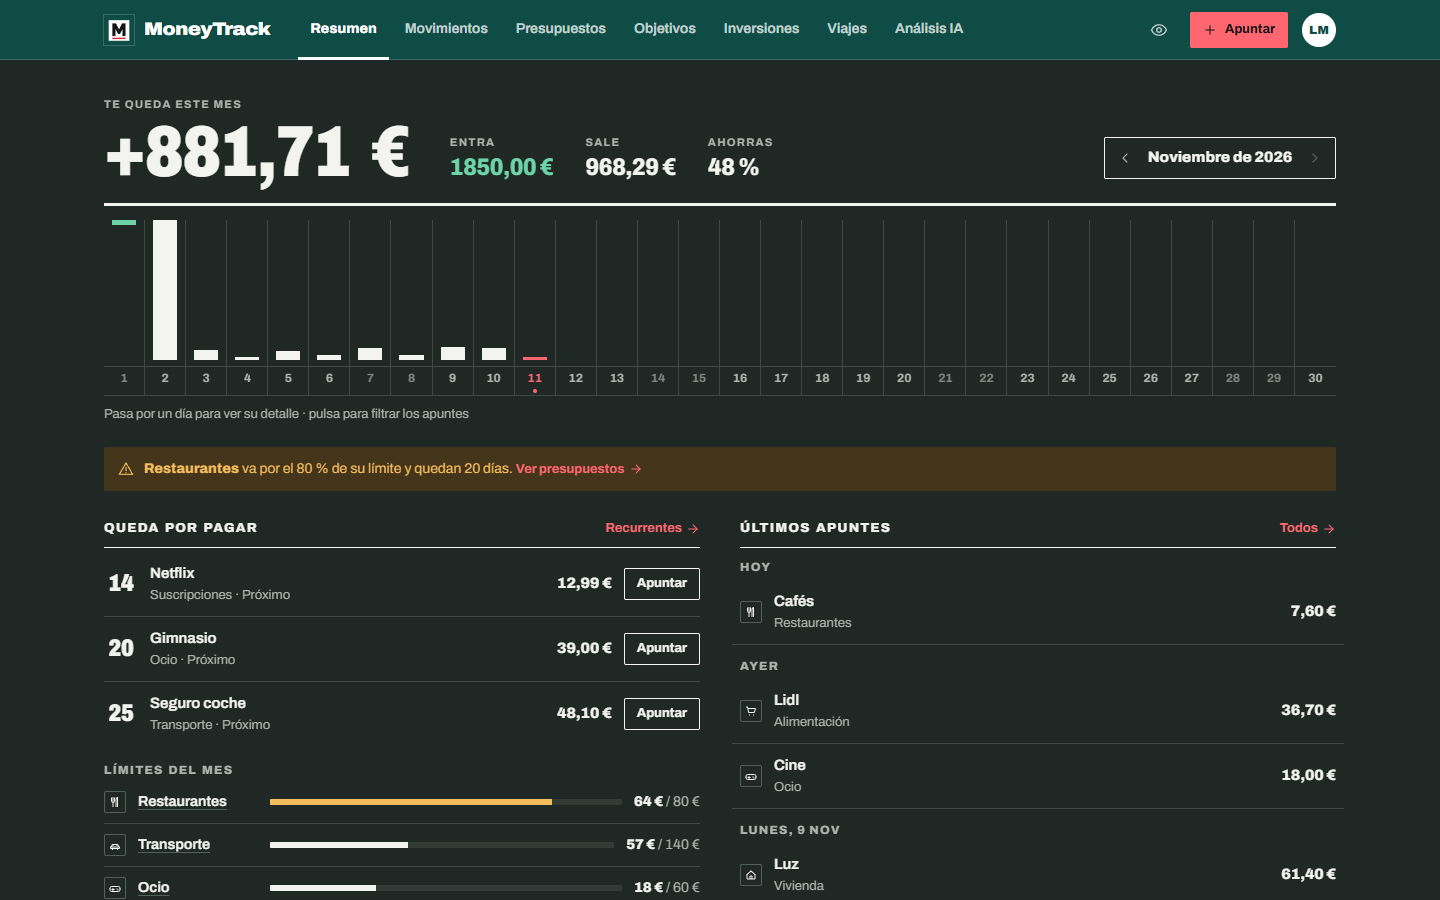 M MoneyTrack Resumen Movimientos Presupuestos Objetivos Inversiones Viajes Análisis IA + Apuntar LM
TE QUEDA ESTE MES
+881,71 €
ENTRA SALE AHORRAS
1850,00 € 968,29 € 48 %
Noviembre de 2026
1 2 3 4 5 6 7 8 9 10 11 12 13 14 15 16 17 18 19 20 21 22 23 24 25 26 27 28 29 30
Pasa por un día para ver su detalle · pulsa para filtrar los apuntes
Restaurantes va por el 80 % de su límite y quedan 20 días. Ver presupuestos →
QUEDA POR PAGAR Recurrentes →
14 Netflix 12,99 € Apuntar
Suscripciones · Próximo
20 Gimnasio 39,00 € Apuntar
Ocio · Próximo
25 Seguro coche 48,10 € Apuntar
Transporte · Próximo
LÍMITES DEL MES
Restaurantes 64 € / 80 €
Transporte 57 € / 140 €
Ocio 18 € / 60 €
ÚLTIMOS APUNTES Todos →
HOY
Cafés 7,60 €
Restaurantes
AYER
Lidl 36,70 €
Alimentación
Cine 18,00 €
Ocio
LUNES, 9 NOV
Luz 61,40 €
Vivienda